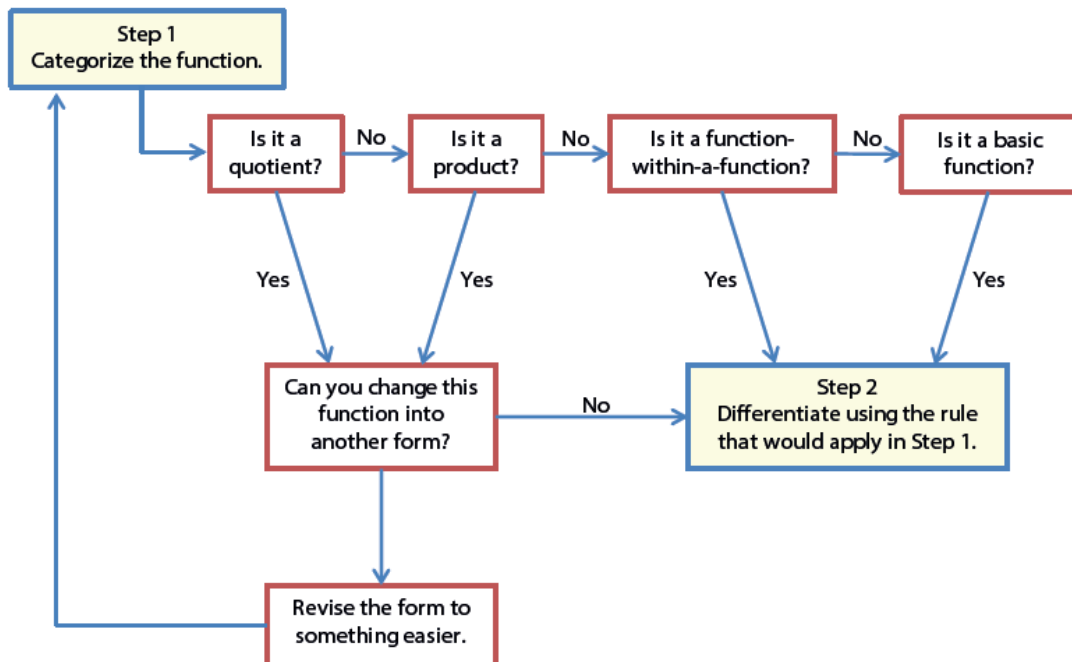 Step 1
Categorize the function.
Is it a
quotient?
No
Is it a
product?
No
Is it a function-
within-a-function?
No
Is it a basic
function?
Yes
Yes
Yes
Yes
Can you change this
function into
another form?
No
Step 2
Differentiate using the rule
that would apply in Step 1.
Revise the form to
something easier.